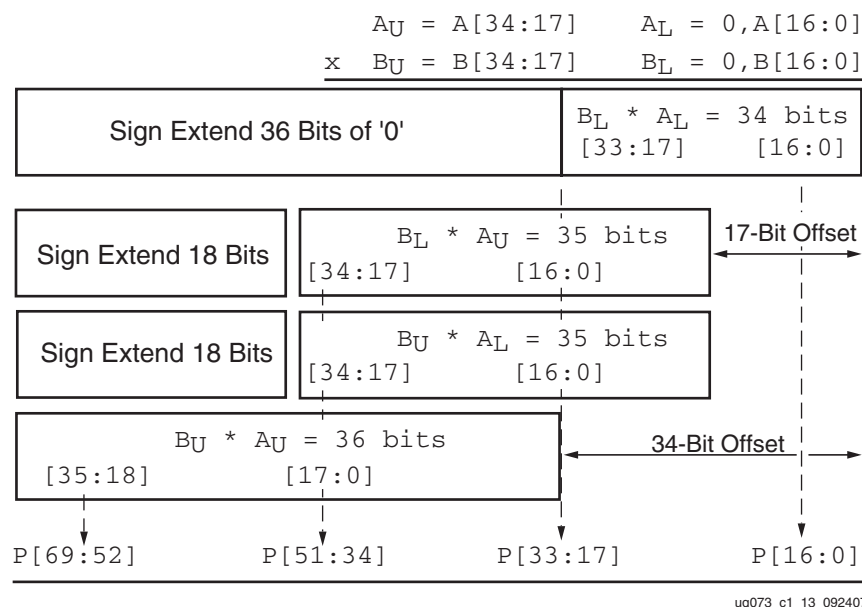 AU = A[34:17] AL = 0,A[16:0]
x BU = B[34:17] BL = 0,B[16:0]
Sign Extend 36 Bits of '0'
BL * AL = 34 bits
[33:17] [16:0]
Sign Extend 18 Bits
BL * AU = 35 bits
[34:17] [16:0]
17-Bit Offset
Sign Extend 18 Bits
BU * AL = 35 bits
[34:17] [16:0]
BU * AU = 36 bits
[35:18] [17:0]
34-Bit Offset
P[69:52] P[51:34] P[33:17] P[16:0]
ug073_c1_13_092407